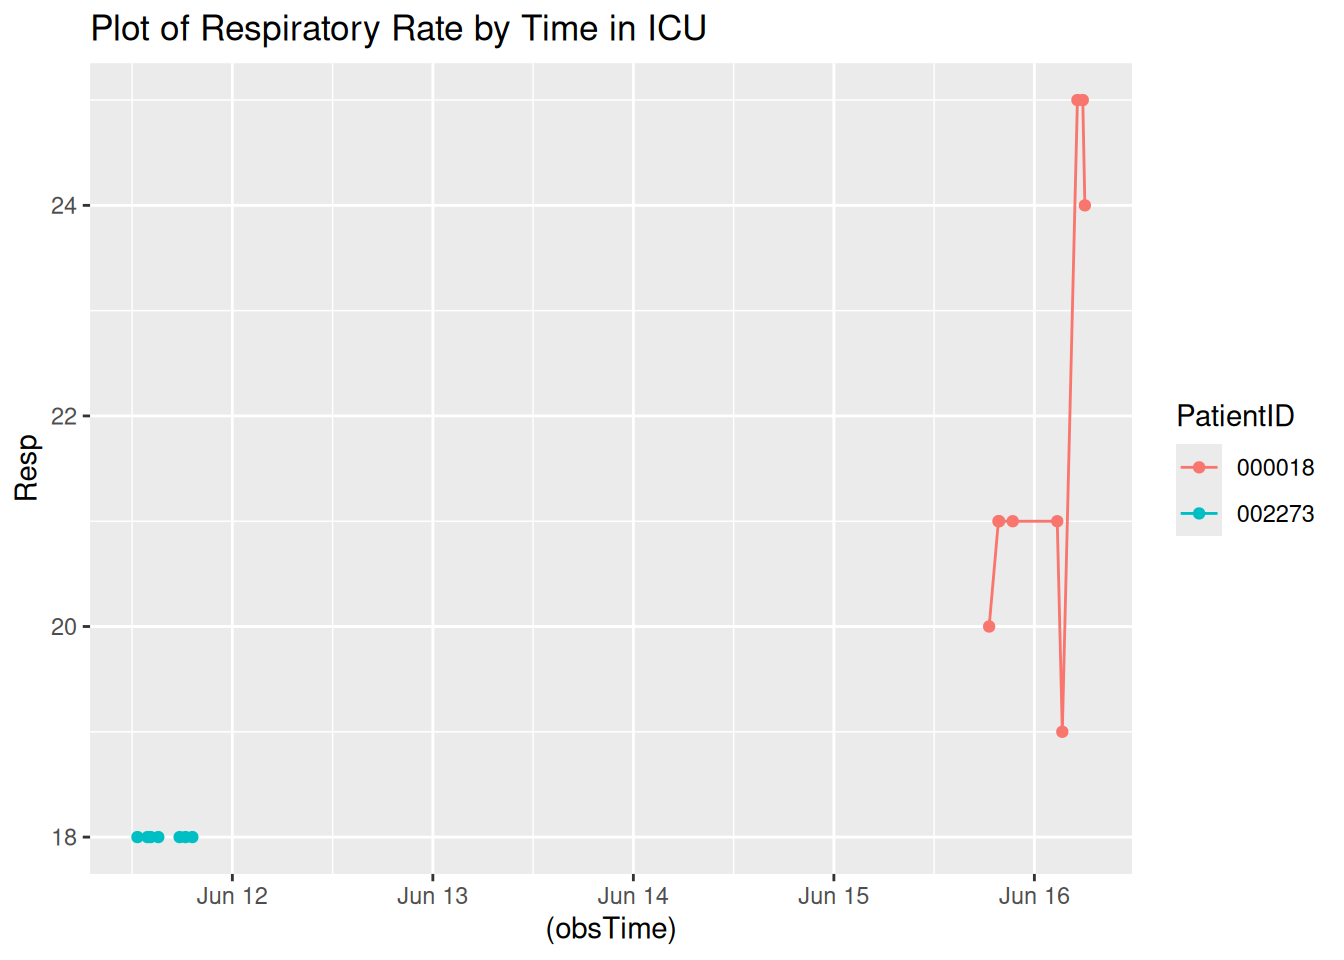 Plot of Respiratory Rate by Time in ICU
24
22
20
18
Resp
Jun 12
Jun 13
Jun 14
Jun 15
Jun 16
(obsTime)
PatientID
000018
002273